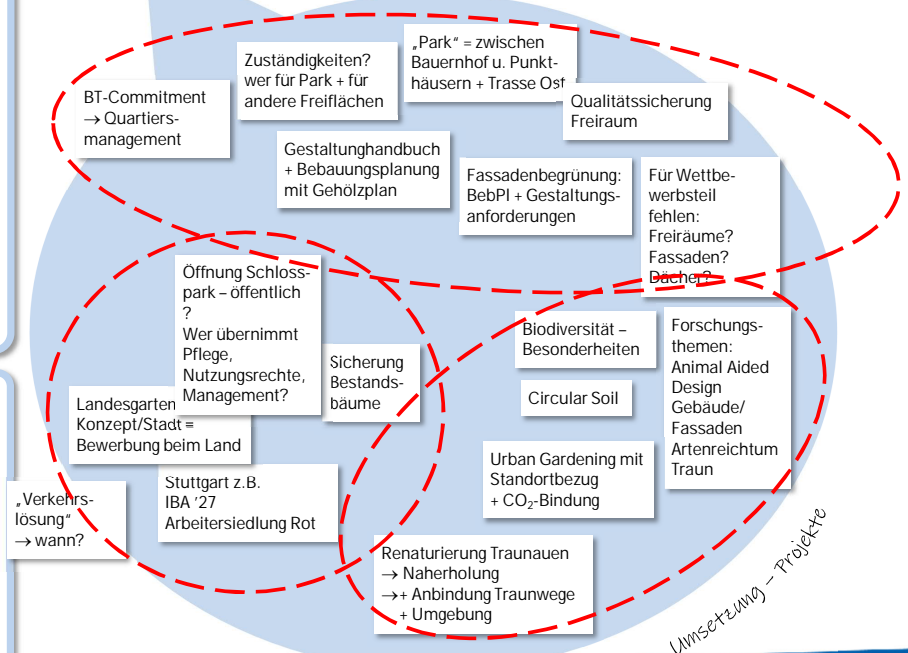 „Park“ = zwischen
Bauernhof u. Punkt-
häusern + Trasse Ost
Zuständigkeiten?
wer für Park + für
andere Freiflächen
BT-Commitment
→ Quartiers-
management
Qualitätssicherung
Freiraum
Gestaltunghandbuch
+ Bebauungsplanung
mit Gehölzplan
Fassadenbegrünung:
BebPl + Gestaltungs-
anforderungen
Für Wettbe-
werbsteil
fehlen:
Freiräume?
Fassaden?
Dächer?
Öffnung Schloss-
park – öffentlich
?
Wer übernimmt
Pflege,
Nutzungsrechte,
Management?
Sicherung
Bestands-
bäume
Landesgarten
Konzept/Stadt =
Bewerbung beim Land
Stuttgart z.B.
IBA ’27
Arbeitersiedlung Rot
„Verkehrs-
lösung“
→ wann?
Biodiversität –
Besonderheiten
Circular Soil
Forschungs-
themen:
Animal Aided
Design
Gebäude/
Fassaden
Artenreichtum
Traun
Urban Gardening mit
Standortbezug
+ CO₂-Bindung
Renaturierung Traunauen
→ Naherholung
→+ Anbindung Traunwege
+ Umgebung
Umsetzung – Projekte